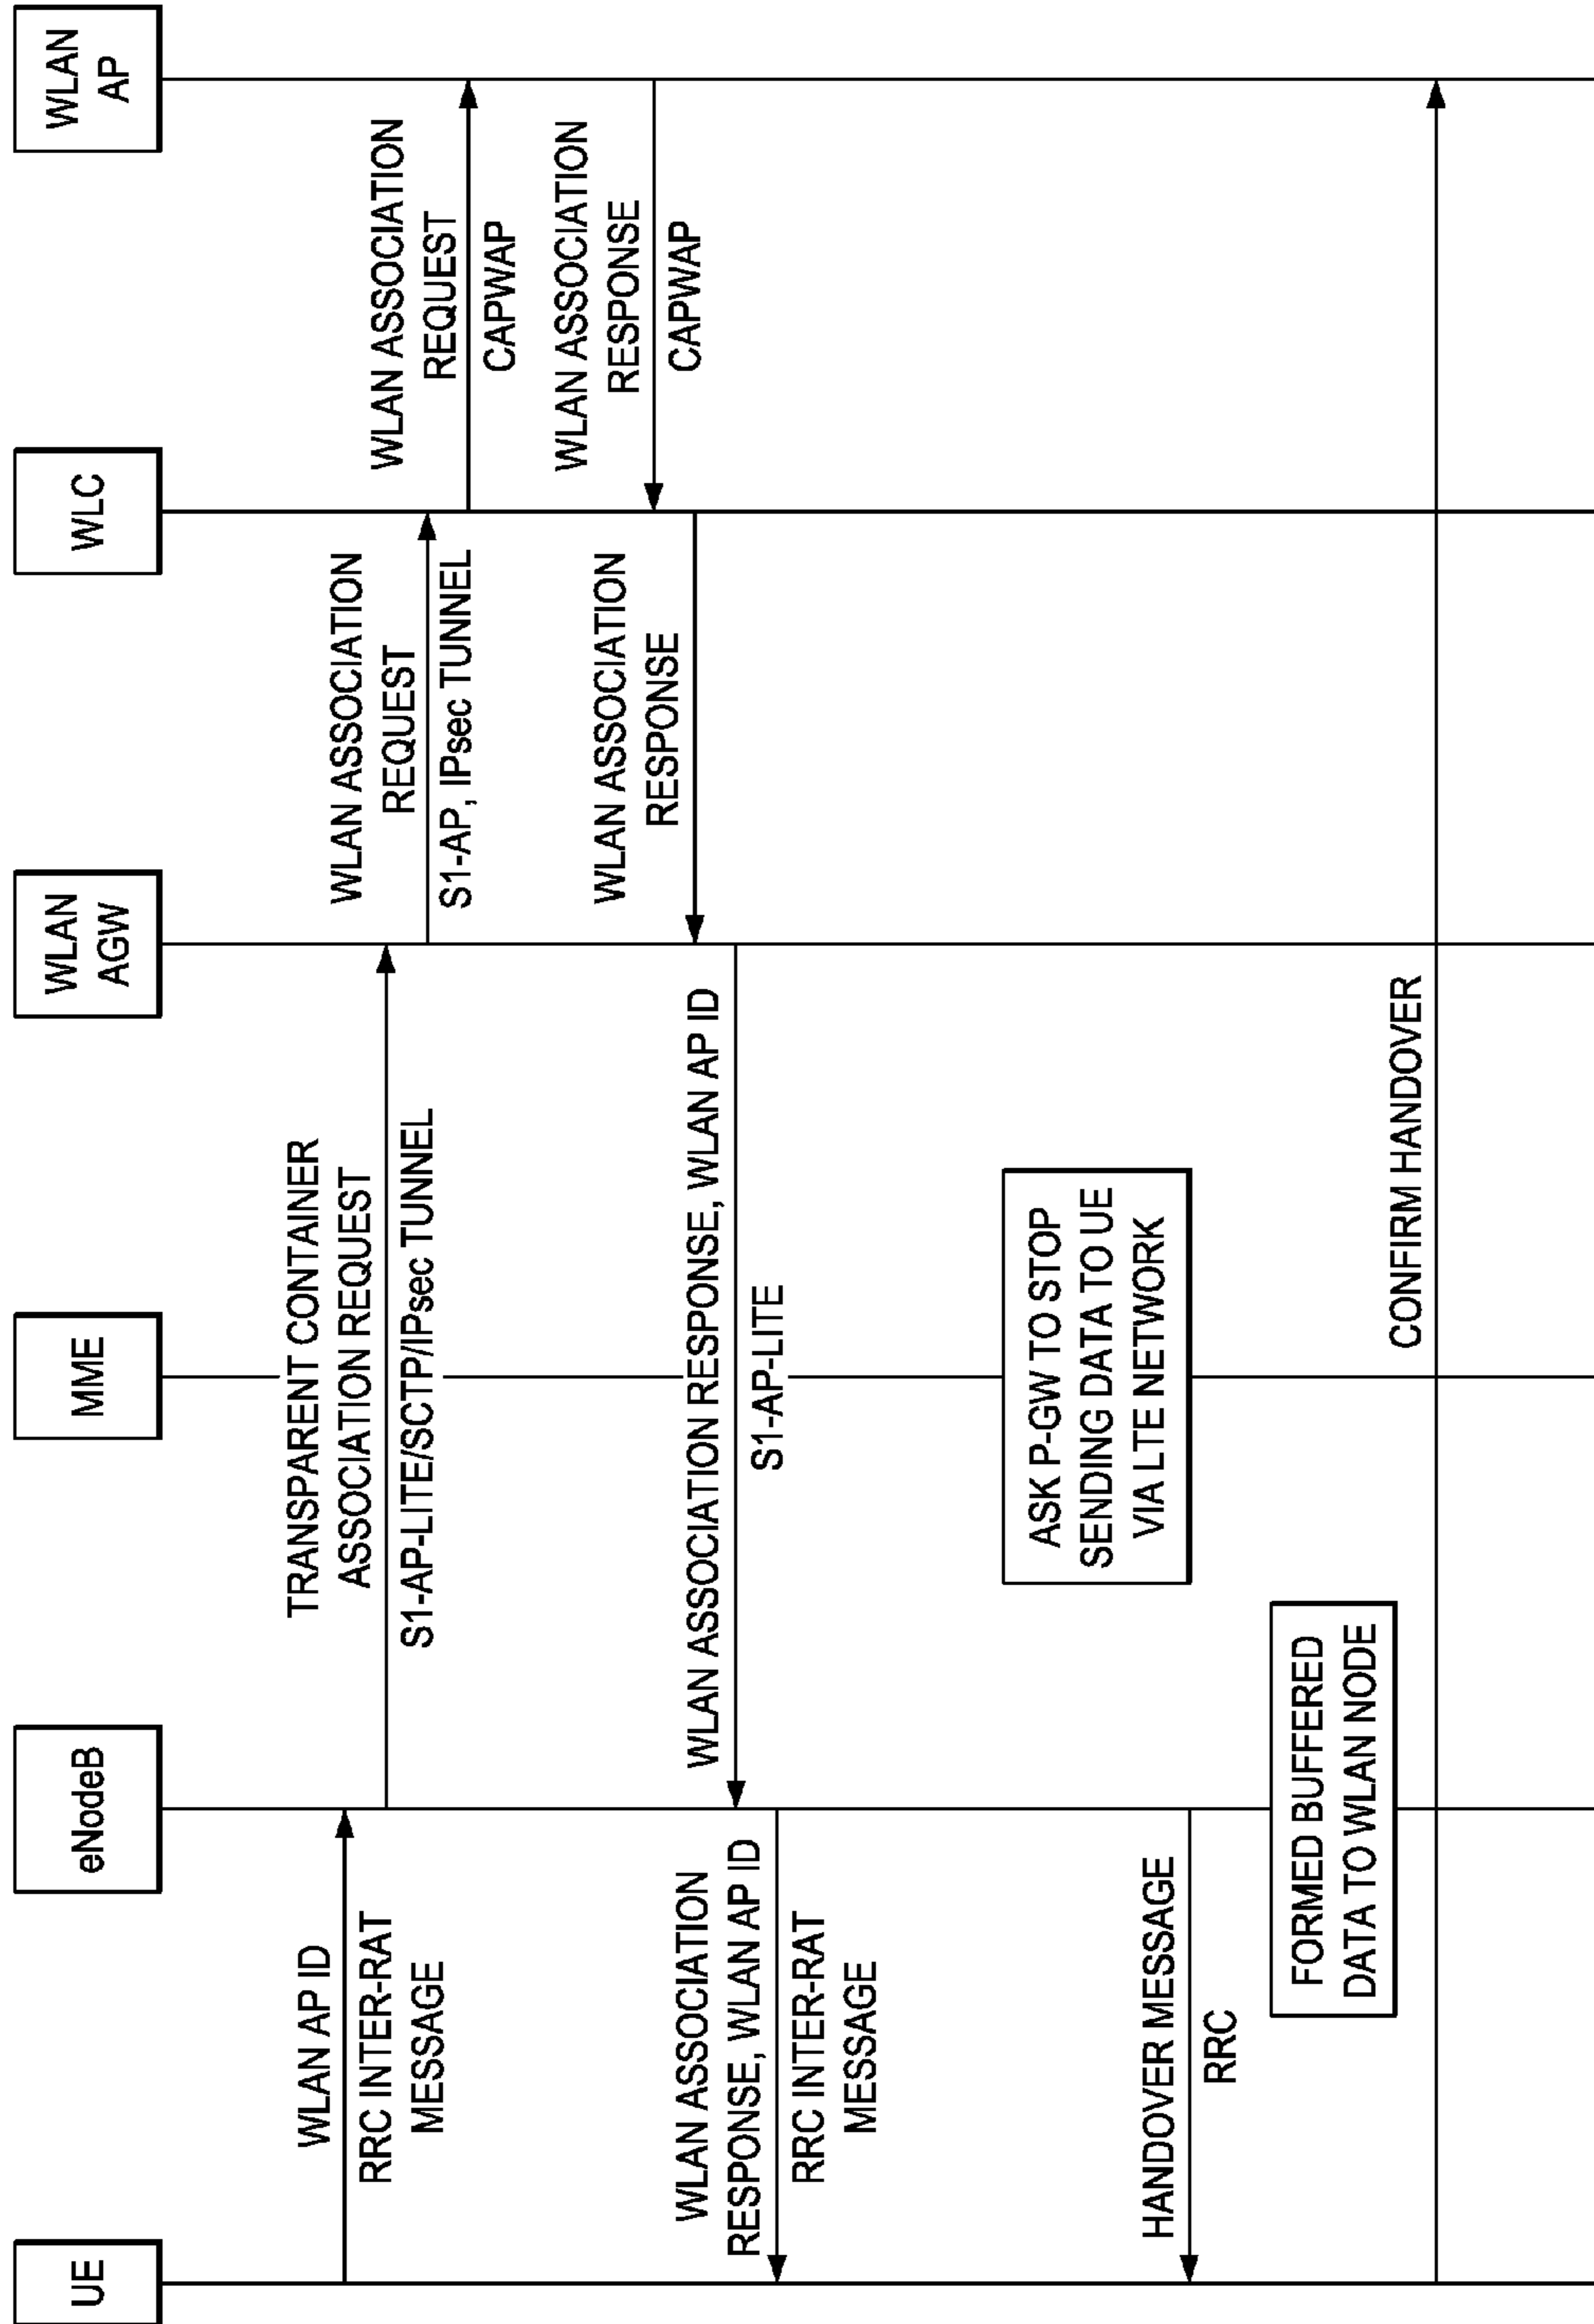 UE
eNodeB
MME
WLAN
AGW
WLC
WLAN
AP
WLAN AP ID
RRC INTER-RAT
MESSAGE
TRANSPARENT CONTAINER
ASSOCIATION REQUEST
S1-AP-LITE/SCTP/IPsec TUNNEL
WLAN ASSOCIATION
REQUEST
S1-AP, IPsec TUNNEL
WLAN ASSOCIATION
REQUEST
CAPWAP
WLAN ASSOCIATION
RESPONSE
CAPWAP
WLAN ASSOCIATION
RESPONSE
WLAN ASSOCIATION RESPONSE, WLAN AP ID
S1-AP-LITE
WLAN ASSOCIATION
RESPONSE, WLAN AP ID
RRC INTER-RAT
MESSAGE
ASK P-GW TO STOP
SENDING DATA TO UE
VIA LTE NETWORK
HANDOVER MESSAGE
RRC
FORMED BUFFERED
DATA TO WLAN NODE
CONFIRM HANDOVER